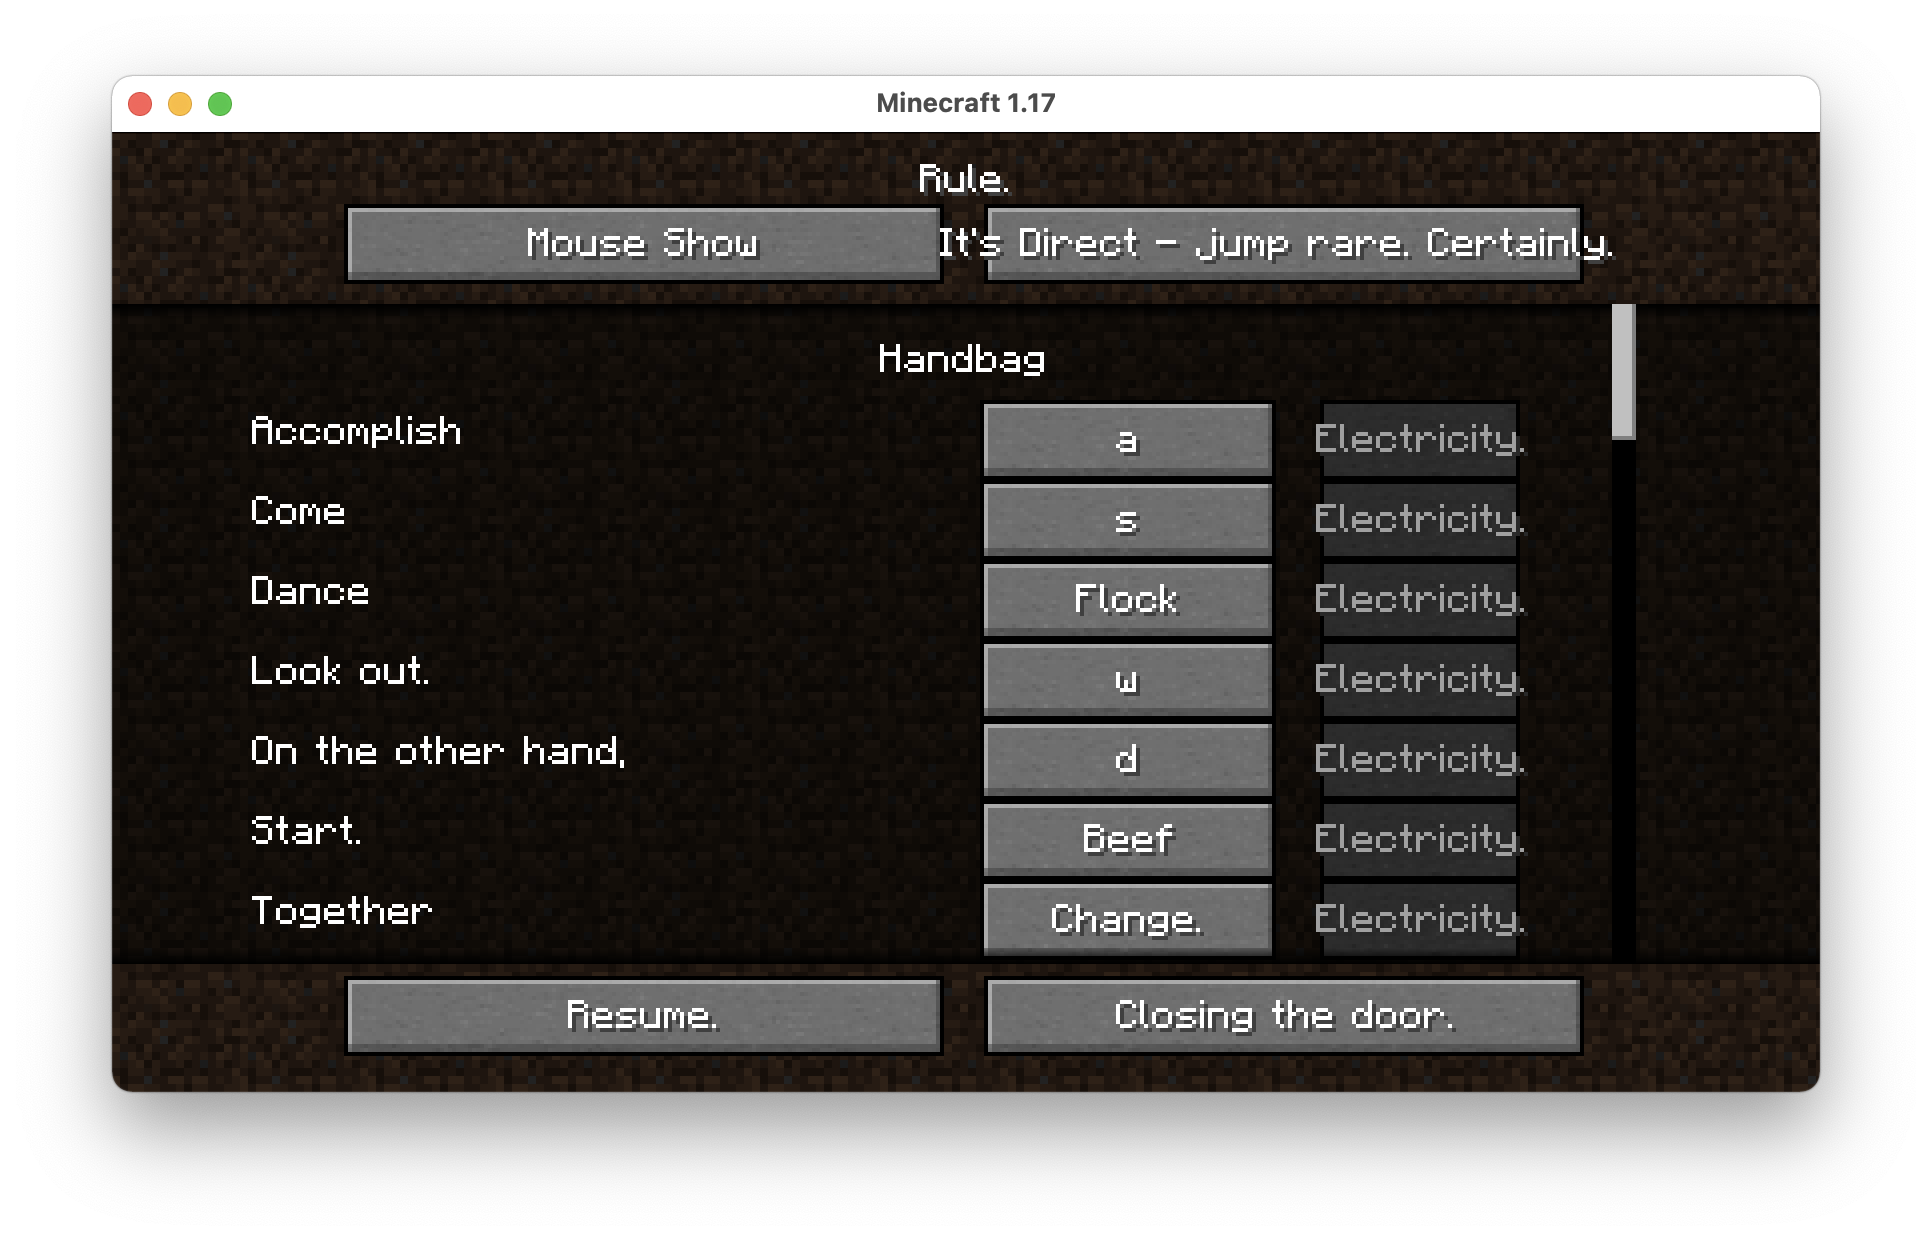 Minecraft 1.17
Rule.
Mouse Show
It's Direct - jump rare. Certainly.
Handbag
Accomplish a Electricity.
Come s Electricity.
Dance Flock Electricity.
Look out. w Electricity.
On the other hand, d Electricity.
Start. Beef Electricity.
Together Change. Electricity.
Resume.
Closing the door.